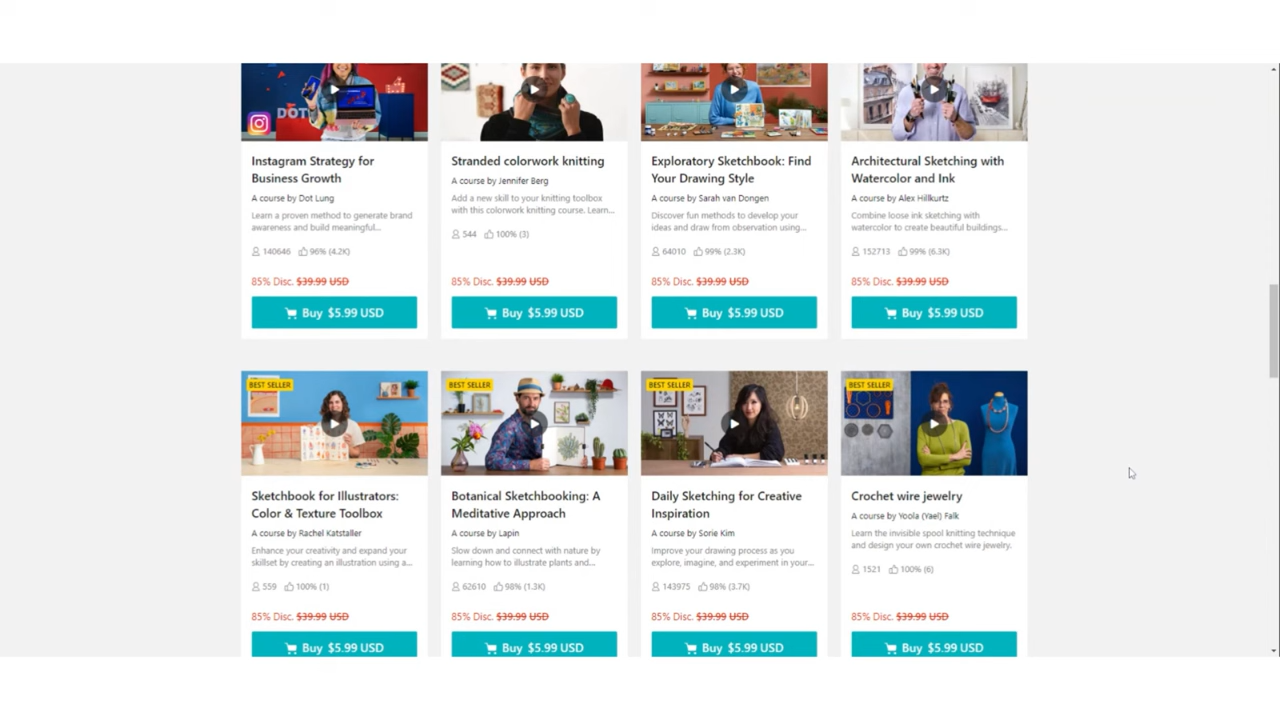 DOT
Instagram Strategy for
Business Growth
A course by Dot Lung
Learn a proven method to generate brand
awareness and build meaningful...
140646 96% (4.2K)
85% Disc. $39.99 USD
Buy $5.99 USD
Stranded colorwork knitting
A course by Jennifer Berg
Add a new skill to your knitting toolbox
with this colorwork knitting course. Learn...
544 100% (3)
85% Disc. $39.99 USD
Buy $5.99 USD
Exploratory Sketchbook: Find
Your Drawing Style
A course by Sarah van Dongen
Discover fun methods to develop your
ideas and draw from observation using...
64010 99% (2.3K)
85% Disc. $39.99 USD
Buy $5.99 USD
Architectural Sketching with
Watercolor and Ink
A course by Alex Hillkurtz
Combine loose ink sketching with
watercolor to create beautiful buildings...
152713 99% (6.3K)
85% Disc. $39.99 USD
Buy $5.99 USD
BEST SELLER
Sketchbook for Illustrators:
Color & Texture Toolbox
A course by Rachel Katstaller
Enhance your creativity and expand your
skillset by creating an illustration using a...
559 100% (1)
85% Disc. $39.99 USD
Buy $5.99 USD
BEST SELLER
Botanical Sketchbooking: A
Meditative Approach
A course by Lapin
Slow down and connect with nature by
learning how to illustrate plants and...
62610 98% (1.3K)
85% Disc. $39.99 USD
Buy $5.99 USD
BEST SELLER
Daily Sketching for Creative
Inspiration
A course by Sorie Kim
Improve your drawing process as you
explore, imagine, and experiment in your...
143975 98% (3.7K)
85% Disc. $39.99 USD
Buy $5.99 USD
BEST SELLER
Crochet wire jewelry
A course by Yoola (Yael) Falk
Learn the invisible spool knitting technique
and design your own crochet wire jewelry.
1521 100% (6)
85% Disc. $39.99 USD
Buy $5.99 USD